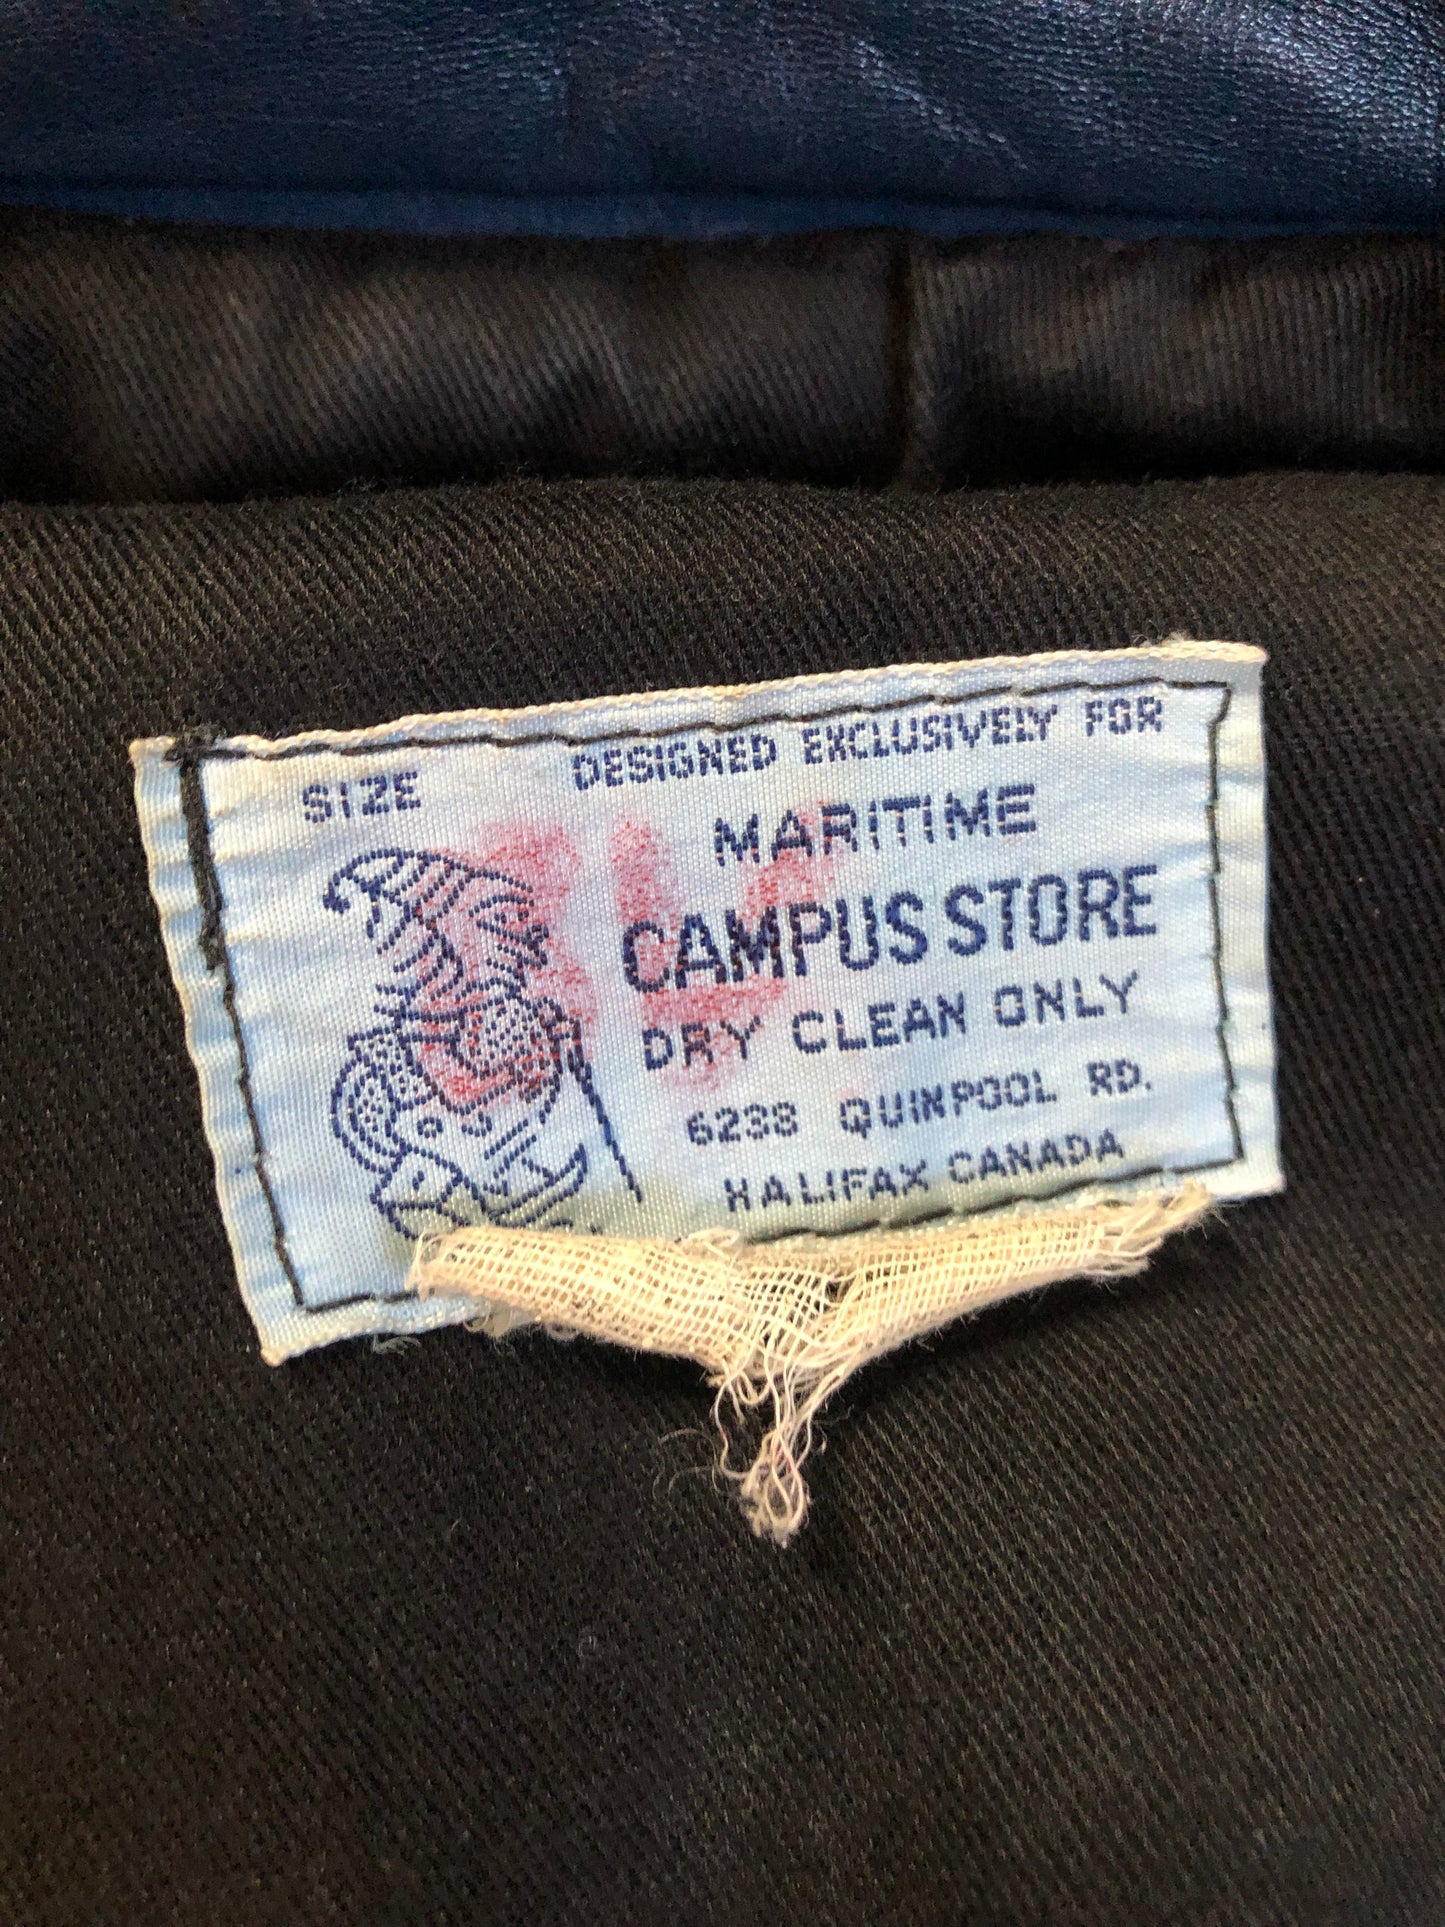 SIZE
DESIGNED EXCLUSIVELY FOR
MARITIME
CAMPUS STORE
DRY CLEAN ONLY
6238 QUINPOOL RD.
HALIFAX CANADA